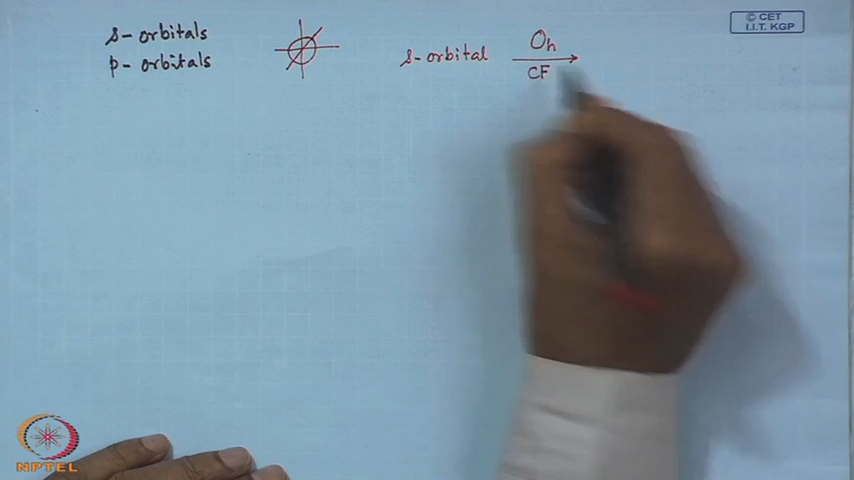 s-orbitals
p-orbitals
s-orbital Oh
CF
© CET
I.I.T. KGP
NPTEL